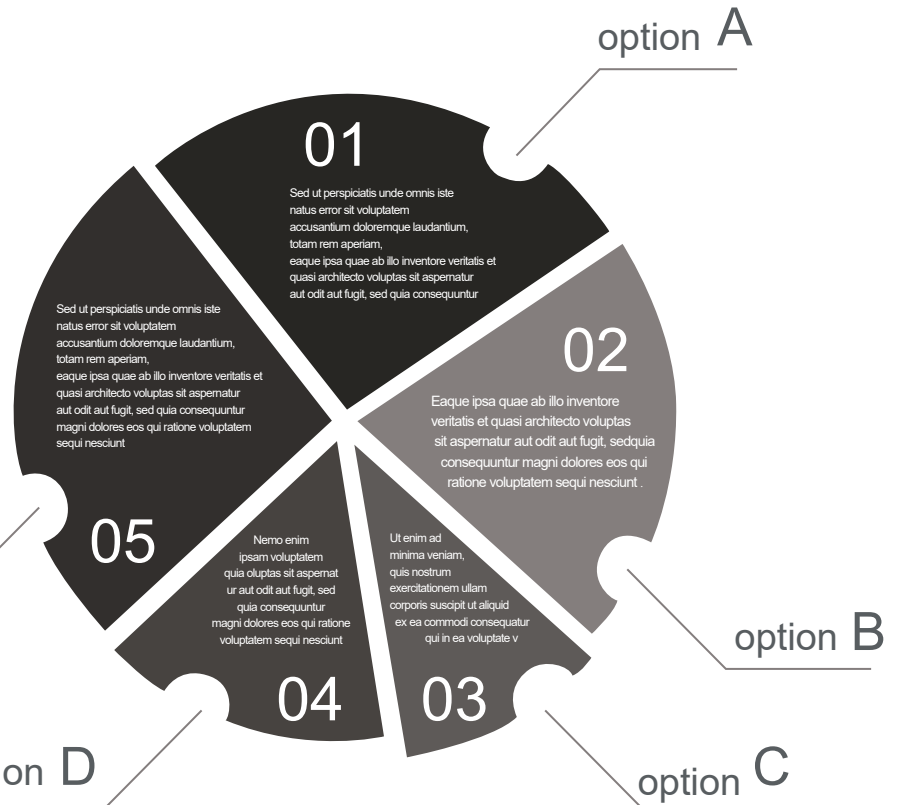 option A
01
Sed ut perspiciatis unde omnis iste
natus error sit voluptatem
accusantium doloremque laudantium,
totam rem aperiam,
eaque ipsa quae ab illo inventore veritatis et
quasi architecto voluptas sit aspernatur
aut odit aut fugit, sed quia consequuntur
02
Eaque ipsa quae ab illo inventore
veritatis et quasi architecto voluptas
sit aspernatur aut odit aut fugit, sedquia
consequuntur magni dolores eos qui
ratione voluptatem sequi nesciunt .
option B
Ut enim ad
minima veniam,
quis nostrum
exercitationem ullam
corporis suscipit ut aliquid
ex ea commodi consequatur
qui in ea voluptate v
03
option C
Nemo enim
ipsam voluptatem
quia oluptas sit aspernat
ur aut odit aut fugit, sed
quia consequuntur
magni dolores eos qui ratione
voluptatem sequi nesciunt
04
on D
Sed ut perspiciatis unde omnis iste
natus error sit voluptatem
accusantium doloremque laudantium,
totam rem aperiam,
eaque ipsa quae ab illo inventore veritatis et
quasi architecto voluptas sit aspernatur
aut odit aut fugit, sed quia consequuntur
magni dolores eos qui ratione voluptatem
sequi nesciunt
05